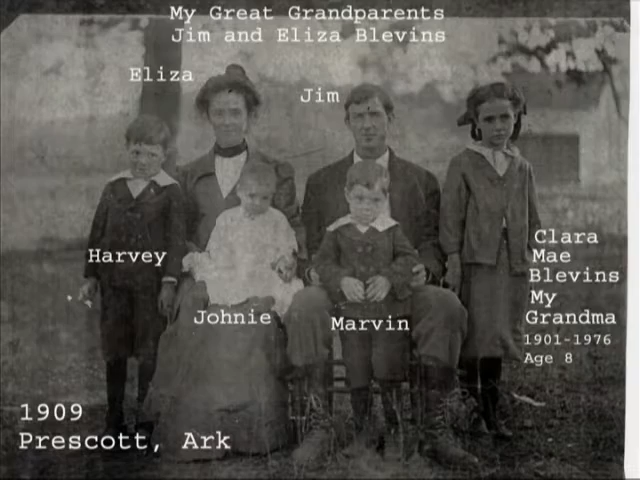 My Great Grandparents
Jim and Eliza Blevins
Eliza
Jim
Harvey
Johnie
Marvin
Clara
Mae
Blevins
My
Grandma
1901-1976
Age 8
1909
Prescott, Ark